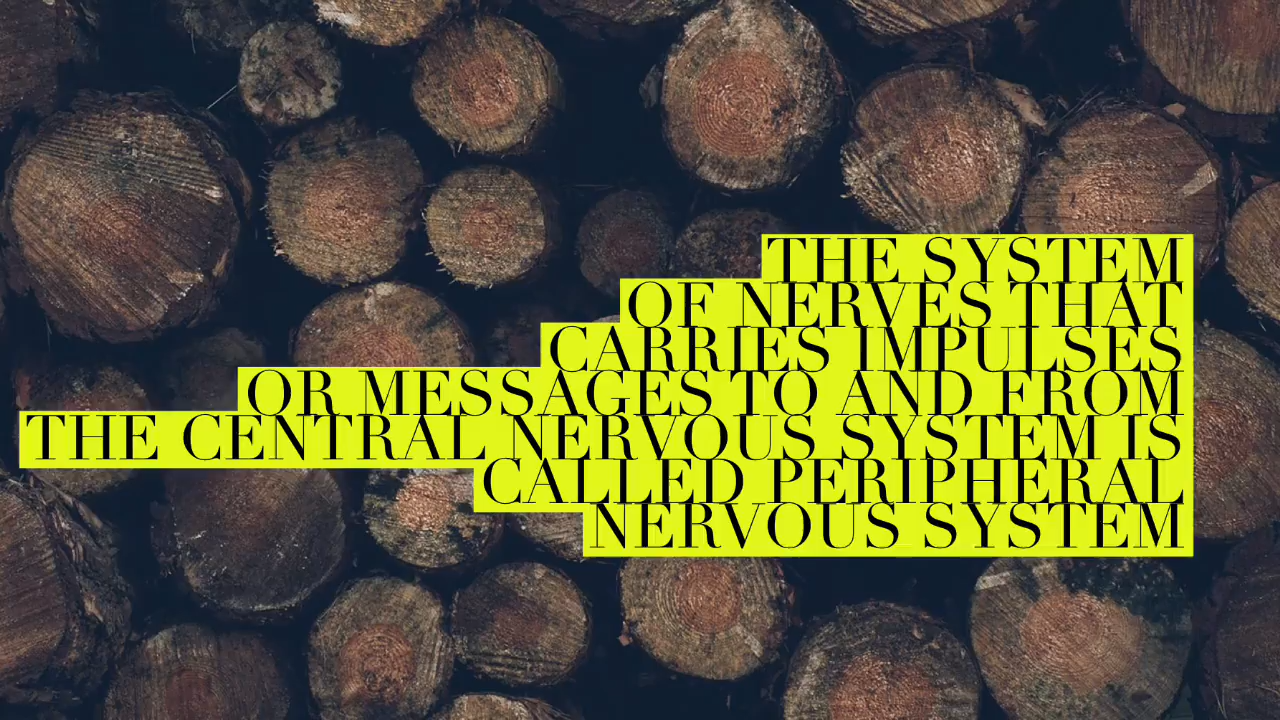 THE SYSTEM
OF NERVES THAT
CARRIES IMPULSES
OR MESSAGES TO AND FROM
THE CENTRAL NERVOUS SYSTEM IS
CALLED PERIPHERAL
NERVOUS SYSTEM